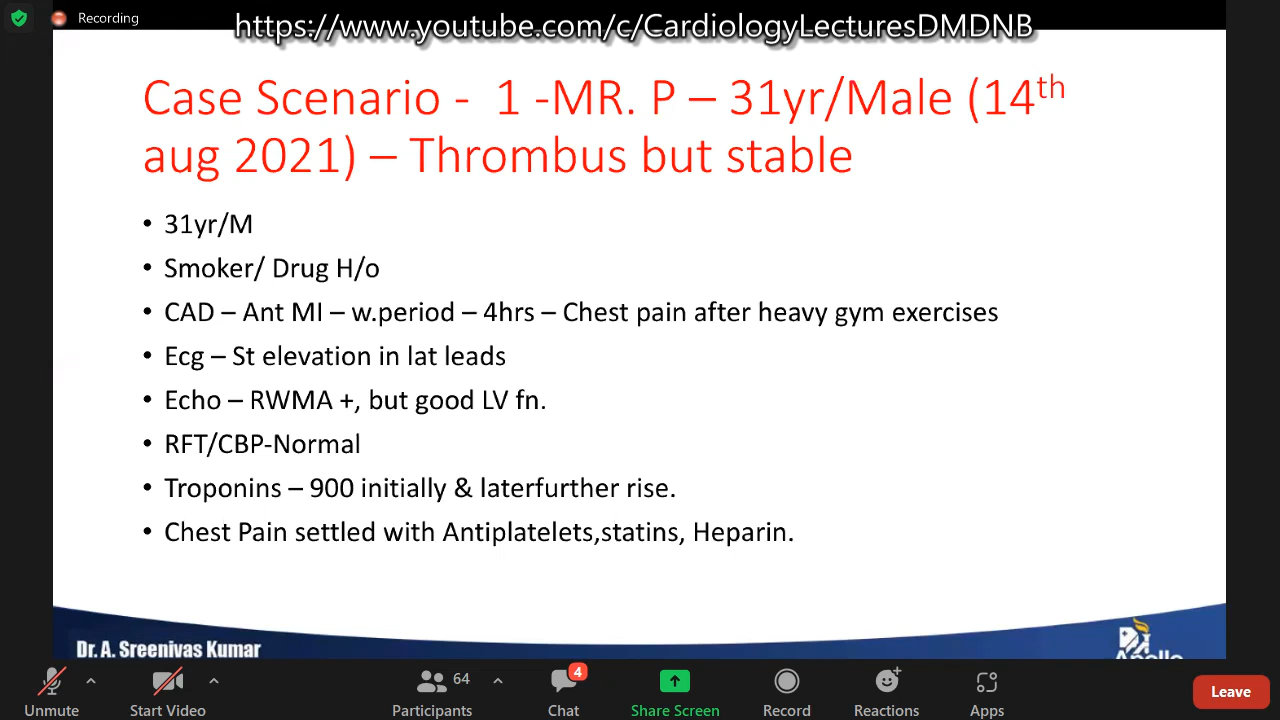 Recording
https://www.youtube.com/c/CardiologyLecturesDMDNB
Case Scenario - 1 -MR. P – 31yr/Male (14th
aug 2021) – Thrombus but stable
• 31yr/M
• Smoker/ Drug H/o
• CAD – Ant MI – w.period – 4hrs – Chest pain after heavy gym exercises
• Ecg – St elevation in lat leads
• Echo – RWMA +, but good LV fn.
• RFT/CBP-Normal
• Troponins – 900 initially & laterfurther rise.
• Chest Pain settled with Antiplatelets,statins, Heparin.
Dr. A. Sreenivas Kumar
Apollo
64
4
Unmute
Start Video
Participants
Chat
Share Screen
Record
Reactions
Apps
Leave